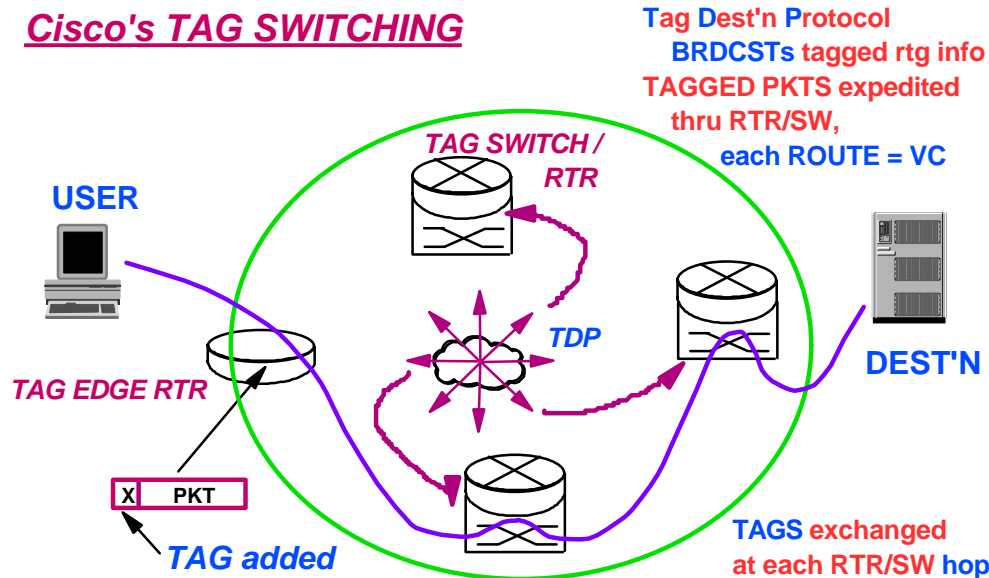 Cisco's TAG SWITCHING
Tag Dest'n Protocol
BRDCSTs tagged rtg info
TAGGED PKTS expedited
thru RTR/SW,
each ROUTE = VC
TAG SWITCH /
RTR
USER
TDP
DEST'N
TAG EDGE RTR
X PKT
TAG added
TAGS exchanged
at each RTR/SW hop